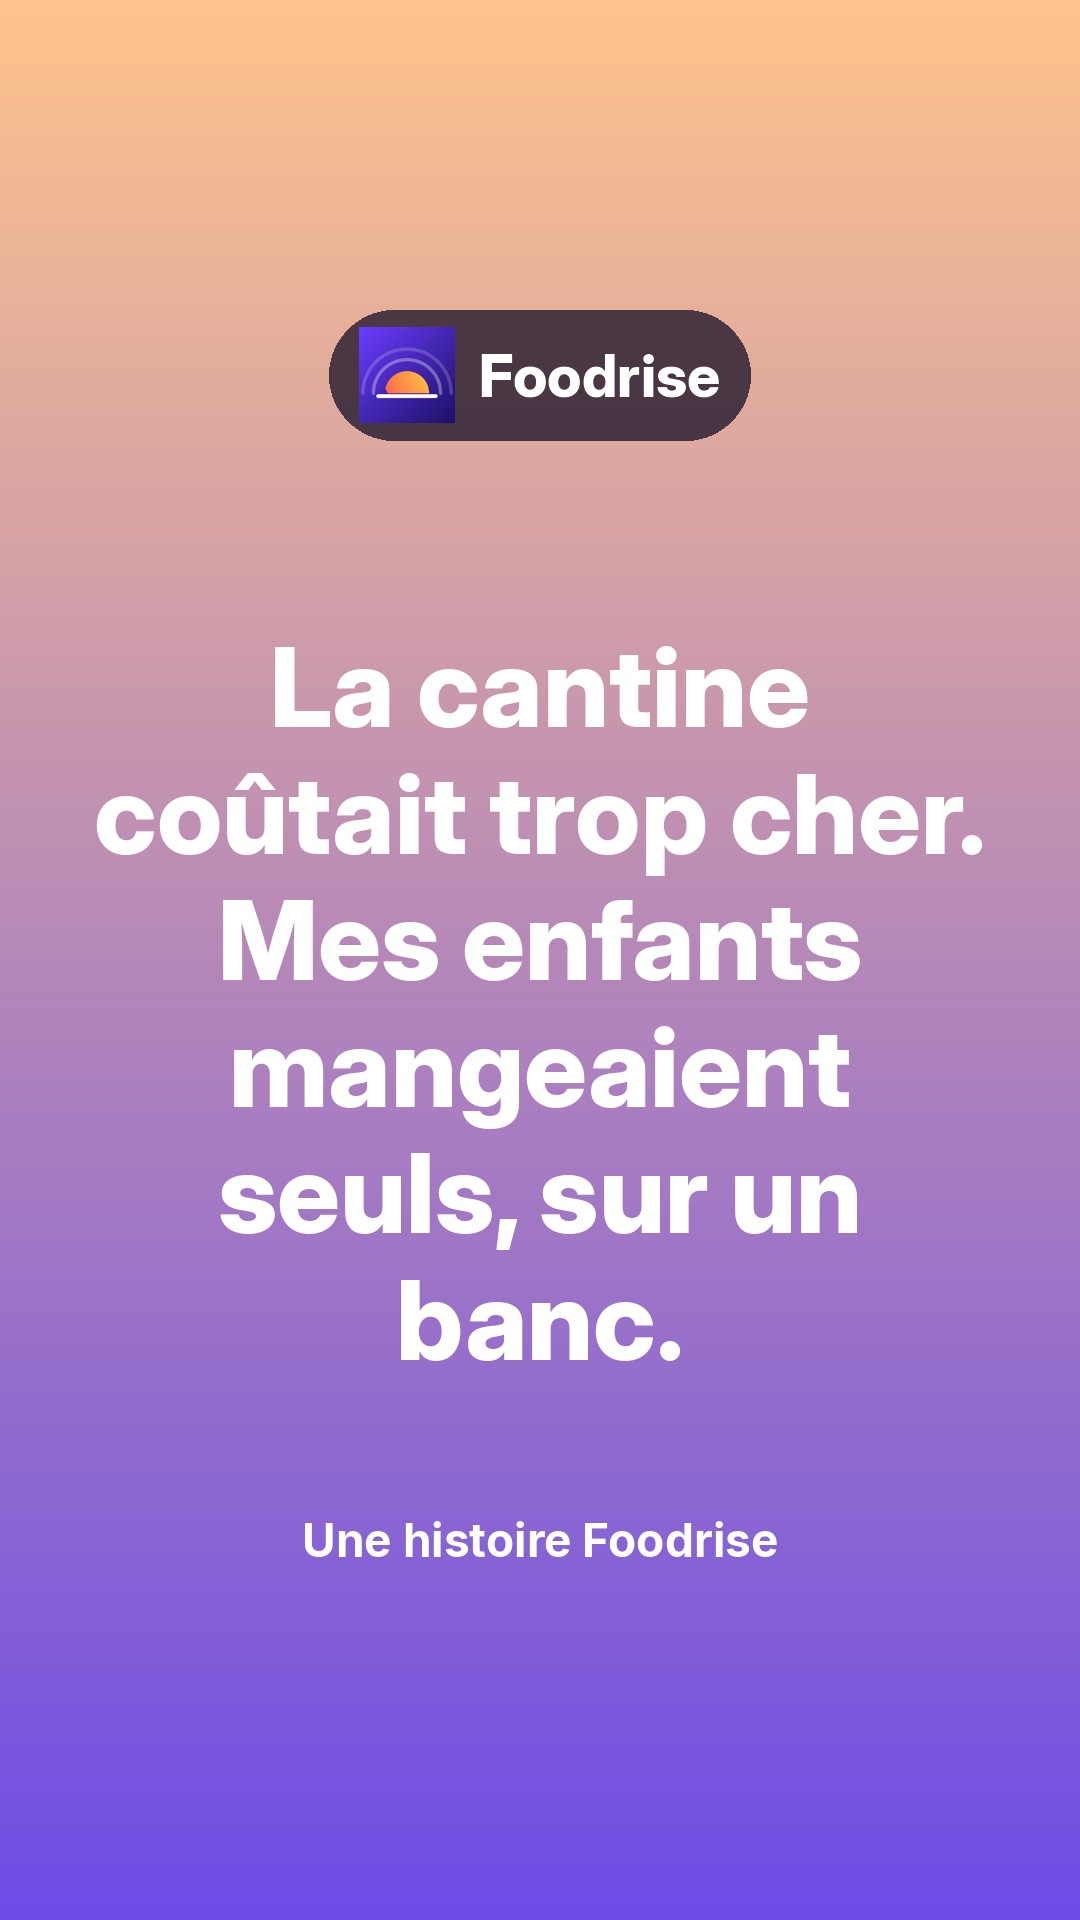 Foodrise
La cantine
coûtait trop cher.
Mes enfants
mangeaient
seuls, sur un
banc.
Une histoire Foodrise